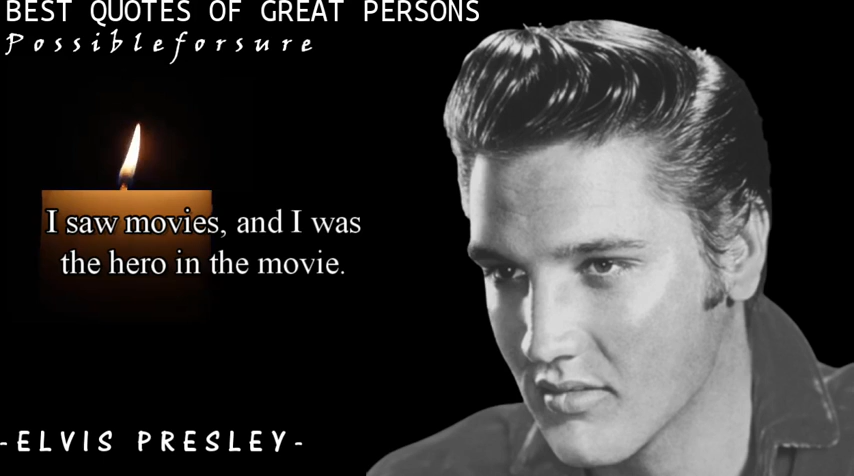 BEST QUOTES OF GREAT PERSONS
Possibleforsure
I saw movies, and I was
the hero in the movie.
-ELVIS PRESLEY-